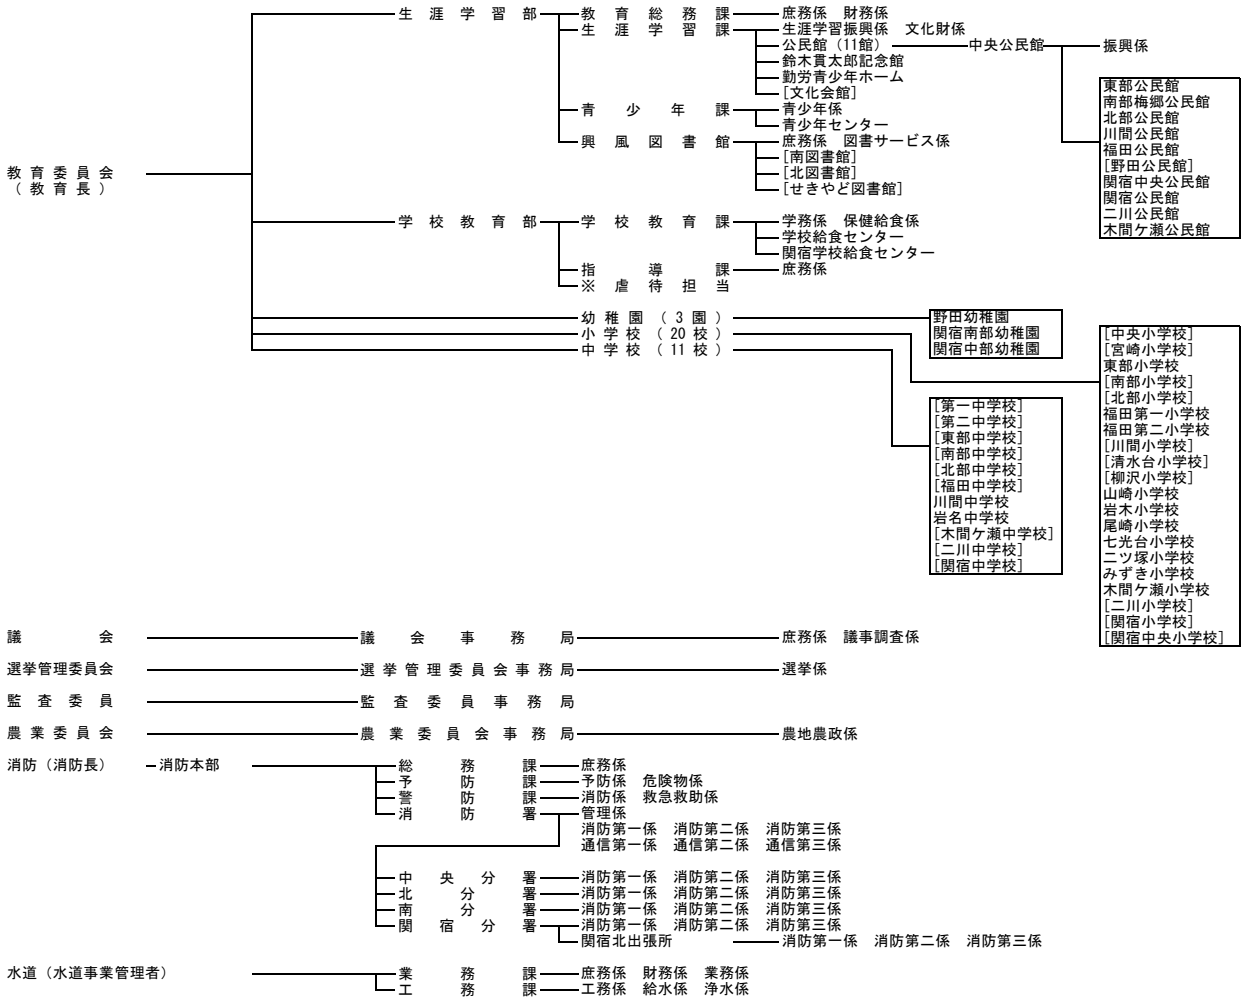 生涯学習部 教育総務課 庶務係 財務係
生涯学習課 生涯学習振興係 文化財係
公民館（11館） 中央公民館 振興係
鈴木貫太郎記念館
勤労青少年ホーム
[文化会館]
東部公民館
南部梅郷公民館
北部公民館
川間公民館
福田公民館
[野田公民館]
関宿中央公民館
関宿公民館
二川公民館
木間ケ瀬公民館
青少年課 青少年係
青少年センター
興風図書館 庶務係 図書サービス係
[南図書館]
[北図書館]
[せきやど図書館]
教育委員会
（教育長）
学校教育部 学校教育課 学務係 保健給食係
学校給食センター
関宿学校給食センター
指導課 庶務係
※虐待担当
幼稚園（3園） 野田幼稚園
関宿南部幼稚園
関宿中部幼稚園
小学校（20校）
中学校（11校）
[中央小学校]
[宮崎小学校]
東部小学校
[南部小学校]
[北部小学校]
福田第一小学校
福田第二小学校
[川間小学校]
[清水台小学校]
[柳沢小学校]
山崎小学校
岩木小学校
尾崎小学校
七光台小学校
二ツ塚小学校
みずき小学校
木間ケ瀬小学校
[二川小学校]
[関宿小学校]
[関宿中央小学校]
[第一中学校]
[第二中学校]
[東部中学校]
[南部中学校]
[北部中学校]
[福田中学校]
川間中学校
岩名中学校
[木間ケ瀬中学校]
[二川中学校]
[関宿中学校]
議会 議会事務局 庶務係 議事調査係
選挙管理委員会 選挙管理委員会事務局 選挙係
監査委員 監査委員事務局
農業委員会 農業委員会事務局 農地農政係
消防（消防長） 消防本部 総務課 庶務係
予防課 予防係 危険物係
警防課 消防係 救急救助係
消防署 管理係
消防第一係 消防第二係 消防第三係
通信第一係 通信第二係 通信第三係
中央分署 消防第一係 消防第二係 消防第三係
北分署 消防第一係 消防第二係 消防第三係
南分署 消防第一係 消防第二係 消防第三係
関宿分署 消防第一係 消防第二係 消防第三係
関宿北出張所 消防第一係 消防第二係 消防第三係
水道（水道事業管理者） 業務課 庶務係 財務係 業務係
工務課 工務係 給水係 浄水係